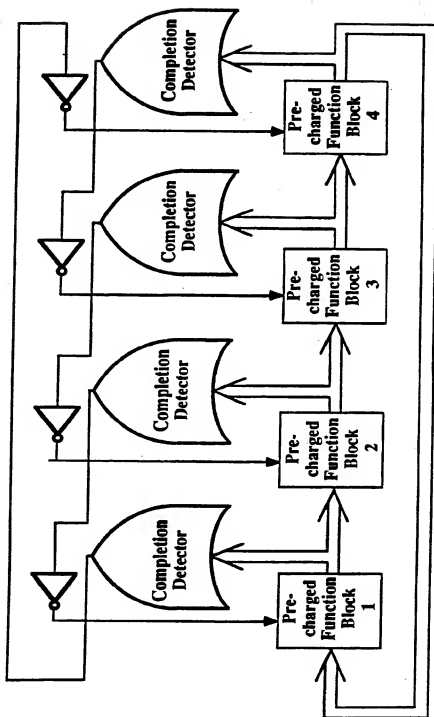 Completion
Detector
Completion
Detector
Completion
Detector
Completion
Detector
Pre-
charged
Function
Block
1
Pre-
charged
Function
Block
2
Pre-
charged
Function
Block
3
Pre-
charged
Function
Block
4